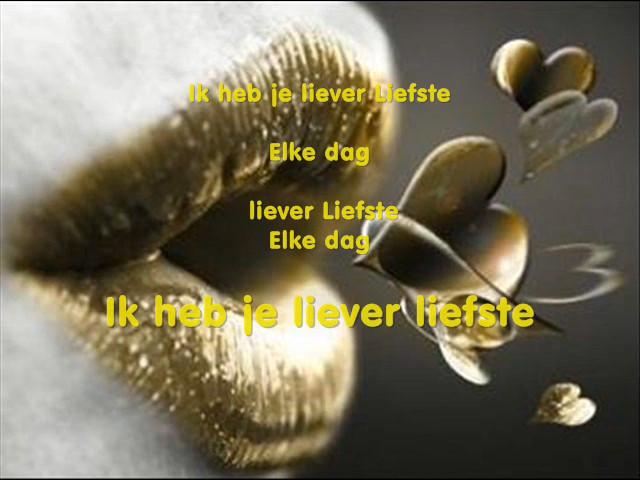 Ik heb je liever Liefste
Elke dag
liever Liefste
Elke dag
Ik heb je liever liefste